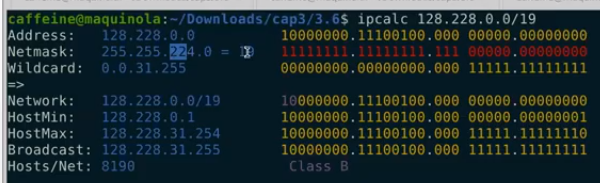 caffeine@maquinola:~/Downloads/cap3/3.6$ ipcalc 128.228.0.0/19
Address: 128.228.0.0 10000000.11100100.000 00000.00000000
Netmask: 255.255.224.0 = 19 11111111.11111111.111 00000.00000000
Wildcard: 0.0.31.255 00000000.00000000.000 11111.11111111
=>
Network: 128.228.0.0/19 10000000.11100100.000 00000.00000000
HostMin: 128.228.0.1 10000000.11100100.000 00000.00000001
HostMax: 128.228.31.254 10000000.11100100.000 11111.11111110
Broadcast: 128.228.31.255 10000000.11100100.000 11111.11111111
Hosts/Net: 8190 Class B